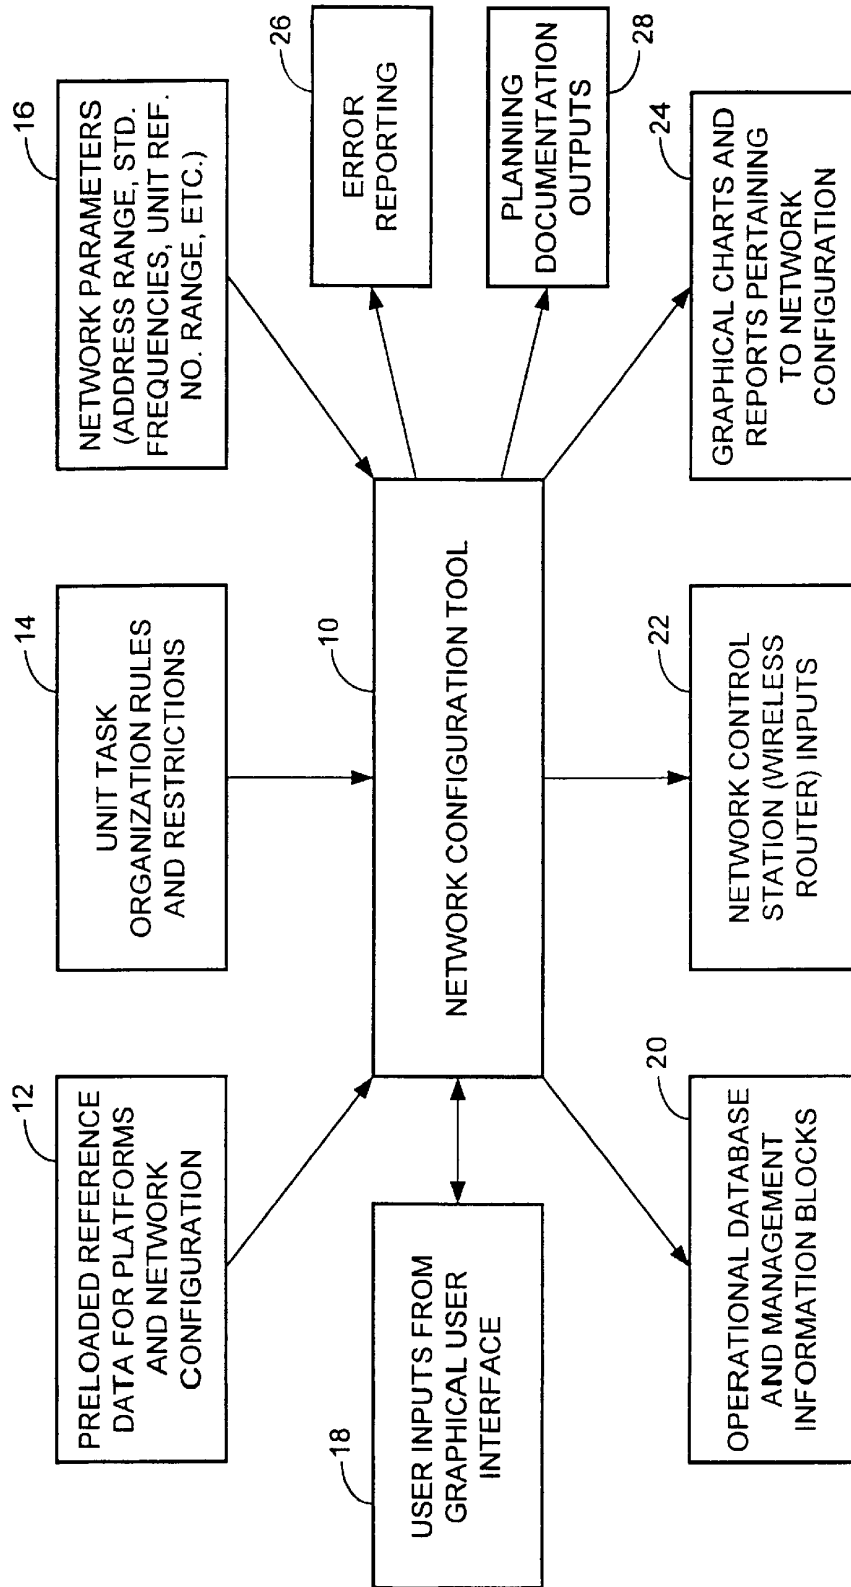 12
PRELOADED REFERENCE
DATA FOR PLATFORMS
AND NETWORK
CONFIGURATION
14
UNIT TASK
ORGANIZATION RULES
AND RESTRICTIONS
16
NETWORK PARAMETERS
(ADDRESS RANGE, STD.
FREQUENCIES, UNIT REF.
NO. RANGE, ETC.)
18
USER INPUTS FROM
GRAPHICAL USER
INTERFACE
10
NETWORK CONFIGURATION TOOL
26
ERROR
REPORTING
28
PLANNING
DOCUMENTATION
OUTPUTS
20
OPERATIONAL DATABASE
AND MANAGEMENT
INFORMATION BLOCKS
22
NETWORK CONTROL
STATION (WIRELESS
ROUTER) INPUTS
24
GRAPHICAL CHARTS AND
REPORTS PERTAINING
TO NETWORK
CONFIGURATION